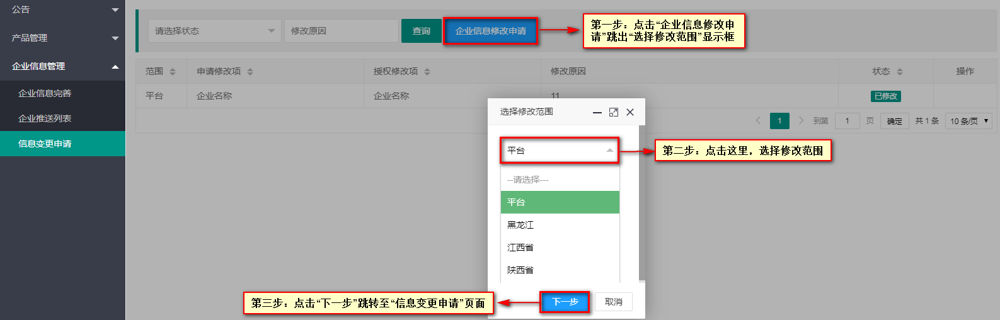 公告
产品管理
企业信息管理
企业信息完善
企业推送列表
信息变更申请
请选择状态
修改原因
查询
企业信息修改申请
第一步：点击“企业信息修改申
请”跳出“选择修改范围”显示框
范围
申请修改项
授权修改项
修改原因
状态
操作
平台
企业名称
企业名称
11
已修改
1
到第
1
页
确定
共 1 条
10 条/页
选择修改范围
平台
第二步：点击这里，选择修改范围
--请选择---
平台
黑龙江
江西省
陕西省
第三步：点击“下一步”跳转至“信息变更申请”页面
下一步
取消